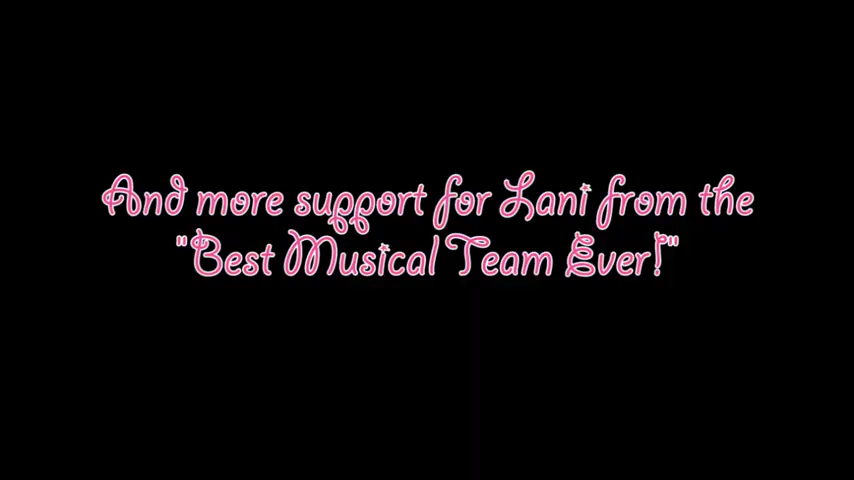 And more support for Lani from the
"Best Musical Team Ever!"